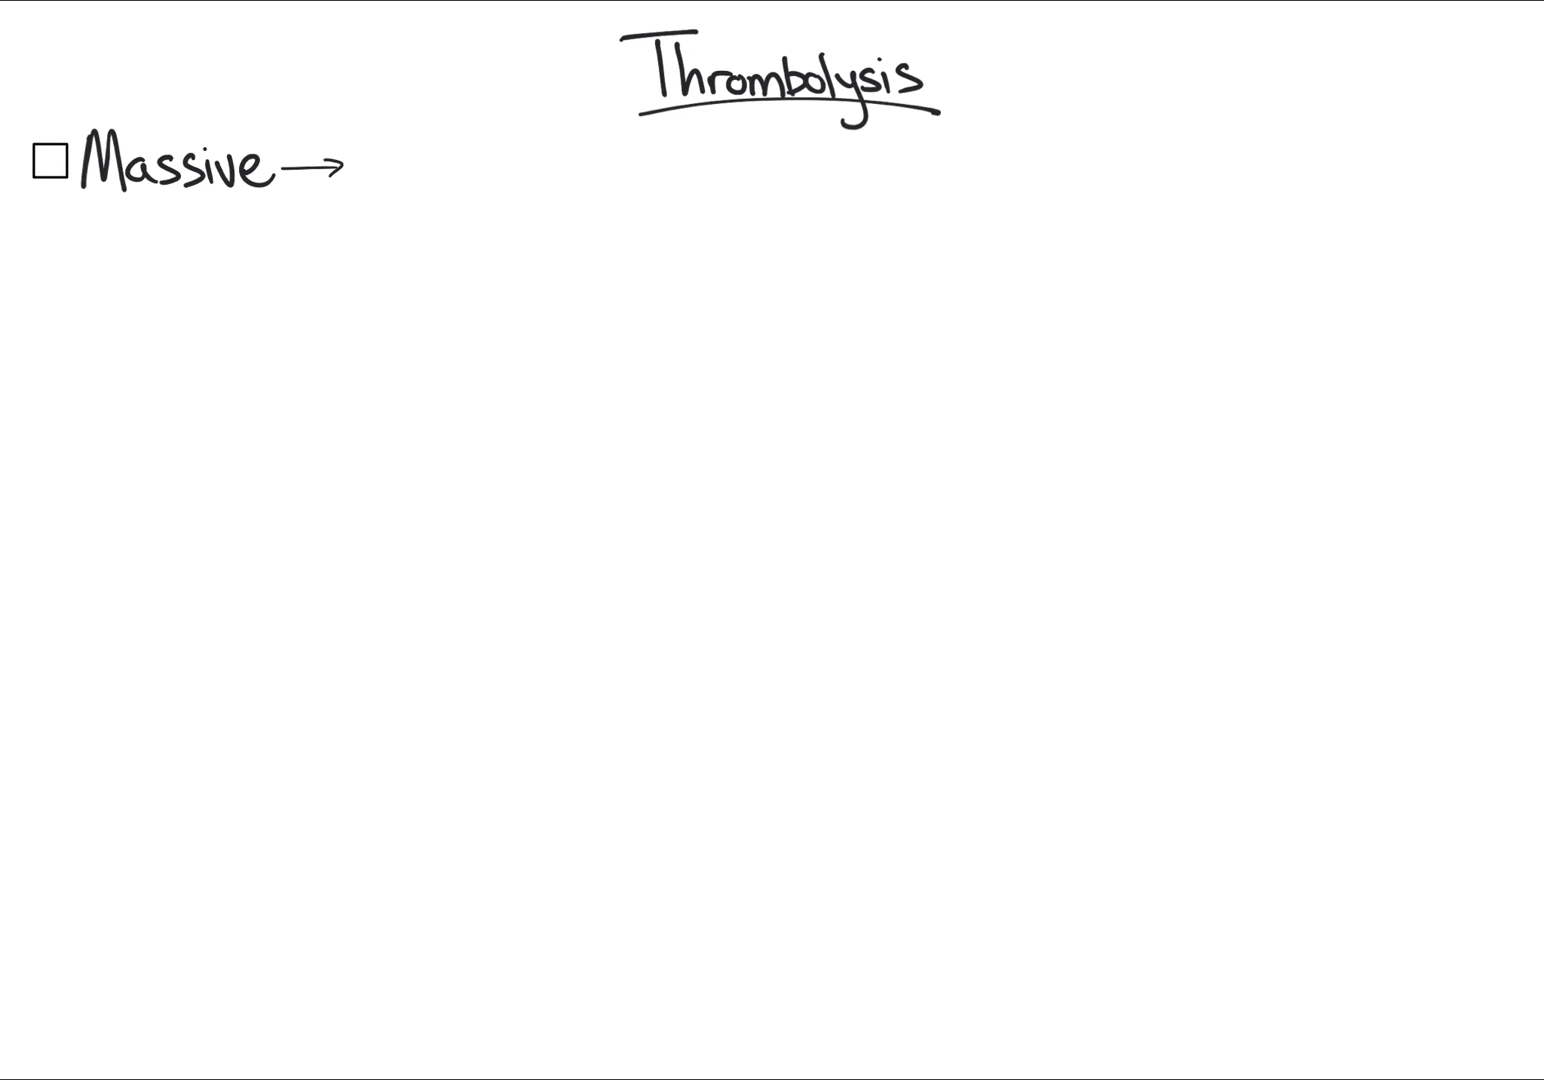 Thrombolysis
☐ Massive →